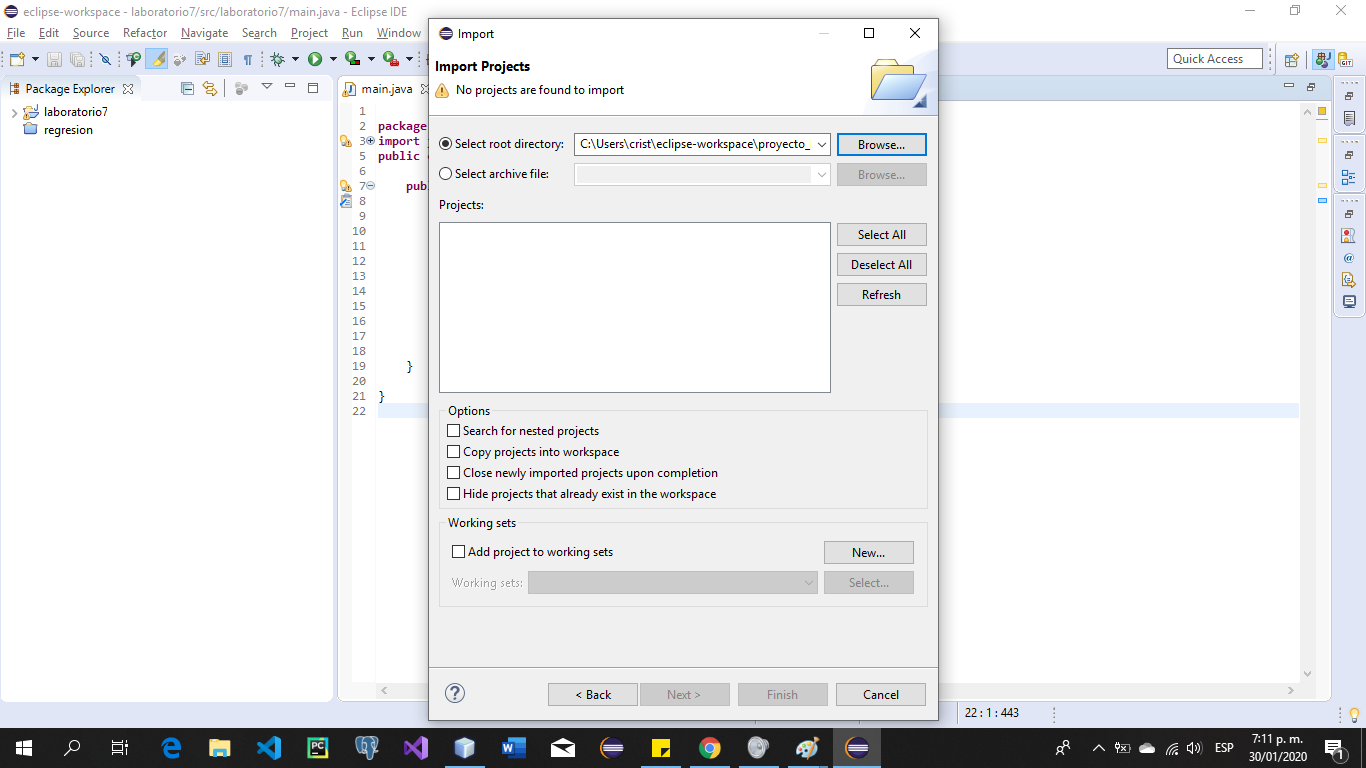 eclipse-workspace - laboratorio7/src/laboratorio7/main.java - Eclipse IDE
File Edit Source Refactor Navigate Search Project Run Window
Quick Access
Package Explorer
laboratorio7
regresion
main.java
1
2 package
3 import
5 public
6
7 pub
8
9
10
11
12
13
14
15
16
17
18
19 }
20
21 }
22
Import
Import Projects
No projects are found to import
Select root directory: C:\Users\crist\eclipse-workspace\proyecto_ Browse...
Select archive file: Browse...
Projects:
Select All
Deselect All
Refresh
Options
Search for nested projects
Copy projects into workspace
Close newly imported projects upon completion
Hide projects that already exist in the workspace
Working sets
Add project to working sets New...
Working sets: Select...
< Back Next > Finish Cancel
22 : 1 : 443
ESP
7:11 p. m.
30/01/2020
1